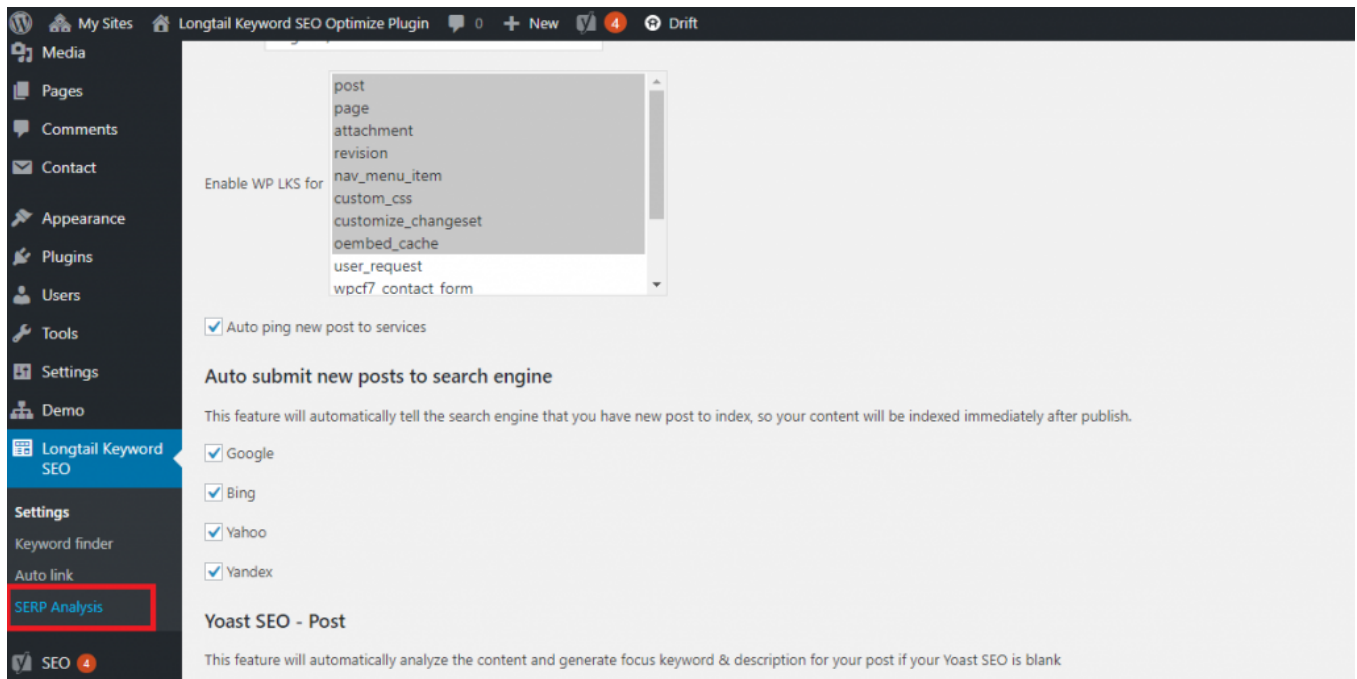 My Sites Longtail Keyword SEO Optimize Plugin 0 New 4 Drift
Media
Pages
Comments
Contact
Appearance
Plugins
Users
Tools
Settings
Demo
Longtail Keyword
SEO
Settings
Keyword finder
Auto link
SERP Analysis
SEO 4
Enable WP LKS for
post
page
attachment
revision
nav_menu_item
custom_css
customize_changeset
oembed_cache
user_request
wpcf7_contact_form
Auto ping new post to services
Auto submit new posts to search engine
This feature will automatically tell the search engine that you have new post to index, so your content will be indexed immediately after publish.
Google
Bing
Yahoo
Yandex
Yoast SEO - Post
This feature will automatically analyze the content and generate focus keyword & description for your post if your Yoast SEO is blank